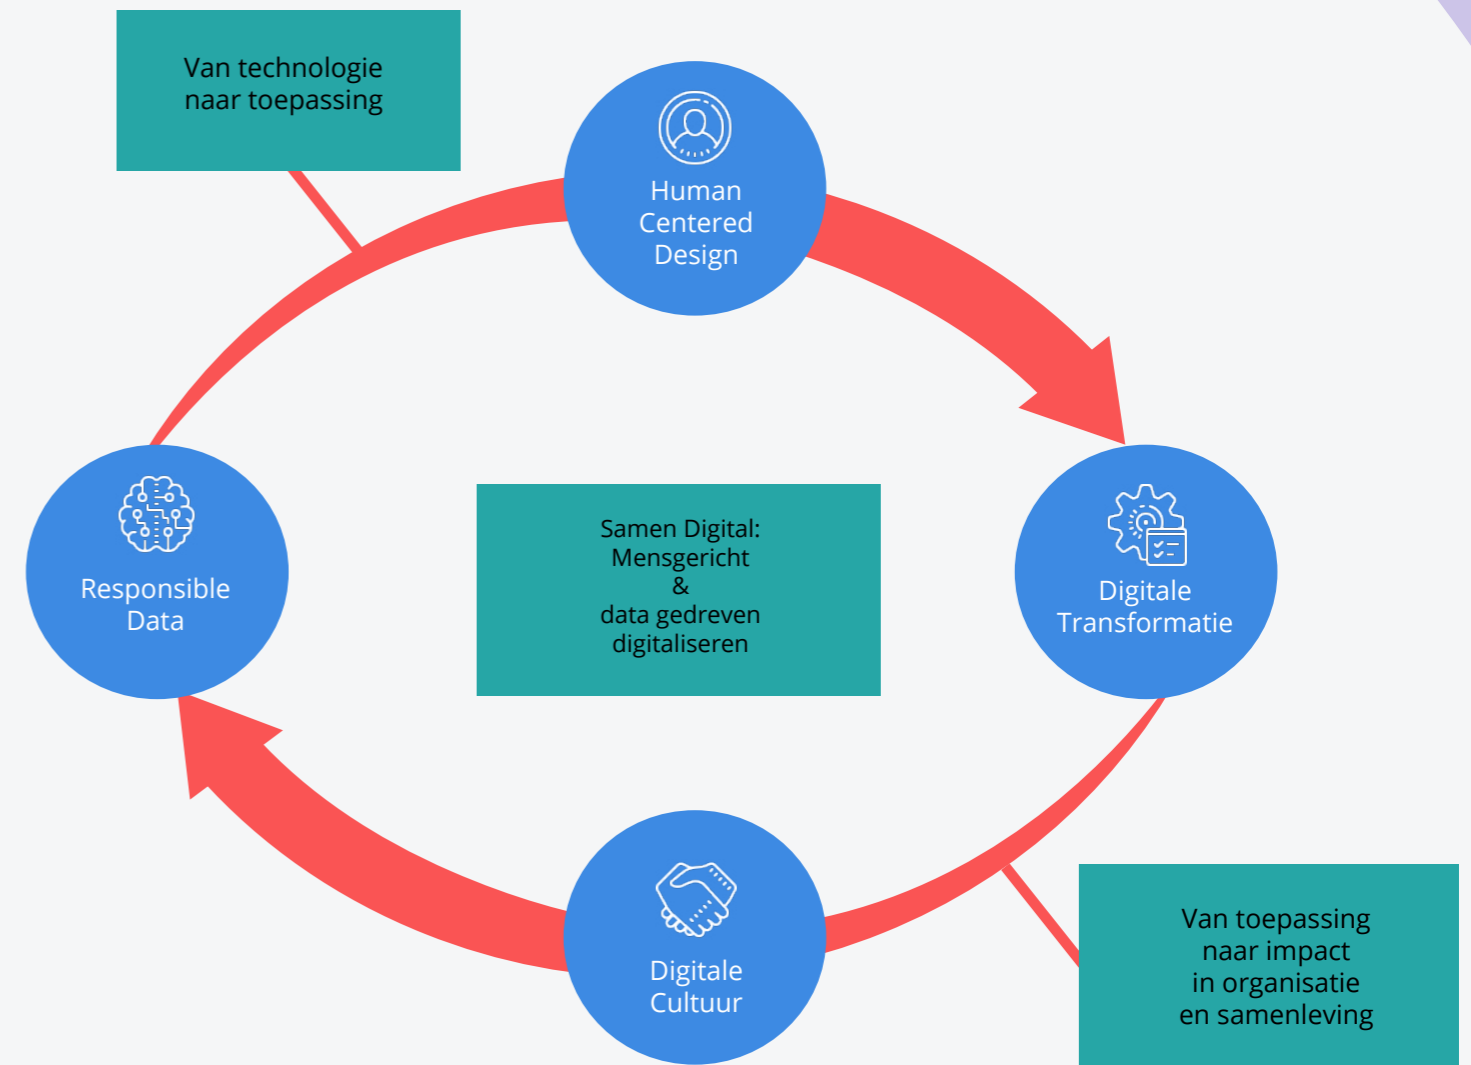 Van technologie
naar toepassing
Human
Centered
Design
Responsible
Data
Samen Digital:
Mensgericht
&
data gedreven
digitaliseren
Digitale
Transformatie
Digitale
Cultuur
Van toepassing
naar impact
in organisatie
en samenleving